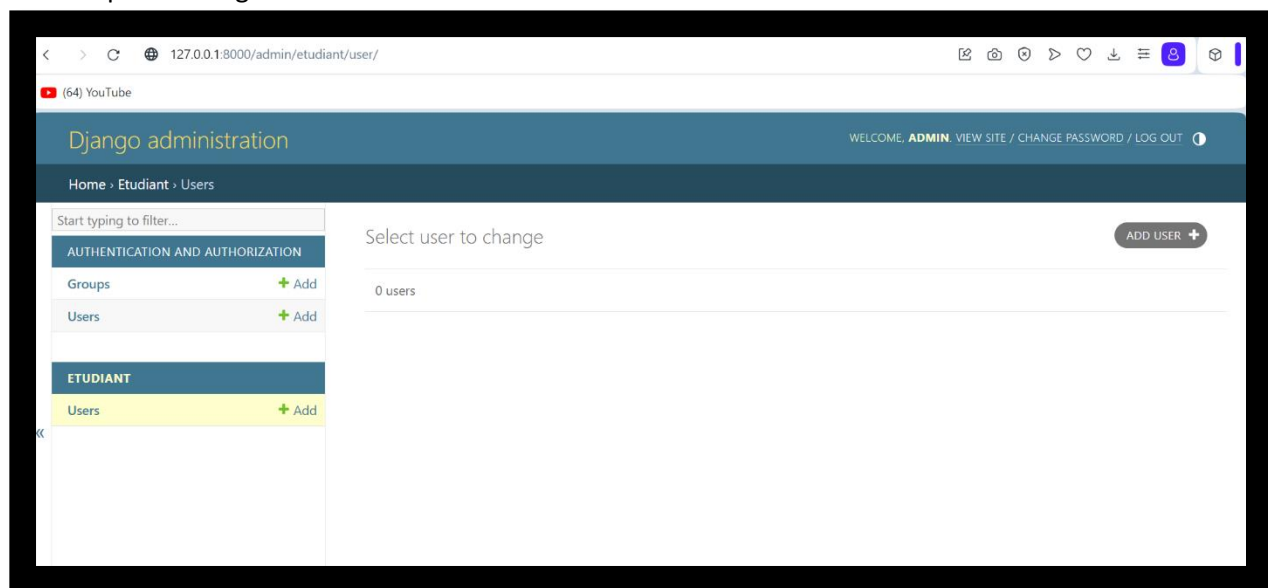 127.0.0.1:8000/admin/etudiant/user/
(64) YouTube
Django administration
WELCOME, ADMIN. VIEW SITE / CHANGE PASSWORD / LOG OUT
Home › Etudiant › Users
Start typing to filter...
AUTHENTICATION AND AUTHORIZATION
Groups + Add
Users + Add
ETUDIANT
Users + Add
«
Select user to change
ADD USER +
0 users